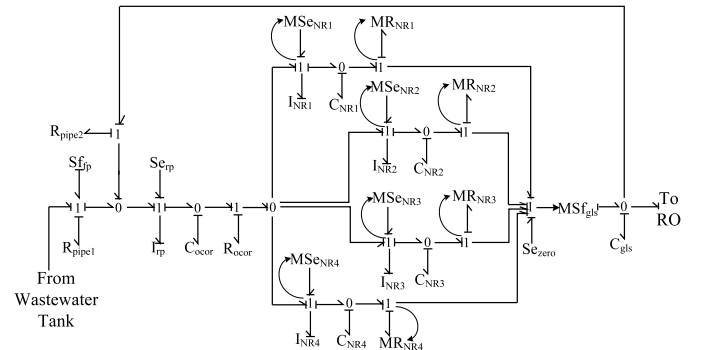 MSe_NR1 MR_NR1
1 0 1
I_NR1 C_NR1
MSe_NR2 MR_NR2
R_pipe2 1
1 0 1
I_NR2 C_NR2
Sf_fp Se_rp
MSe_NR3 MR_NR3
1 0 1 0 1 0 1 MSf_gls 0 To
RO
R_pipe1 I_rp C_ocor R_ocor
1 0 1
Se_zero C_gls
I_NR3 C_NR3
From
Wastewater
Tank
MSe_NR4
1 0 1
I_NR4 C_NR4 MR_NR4